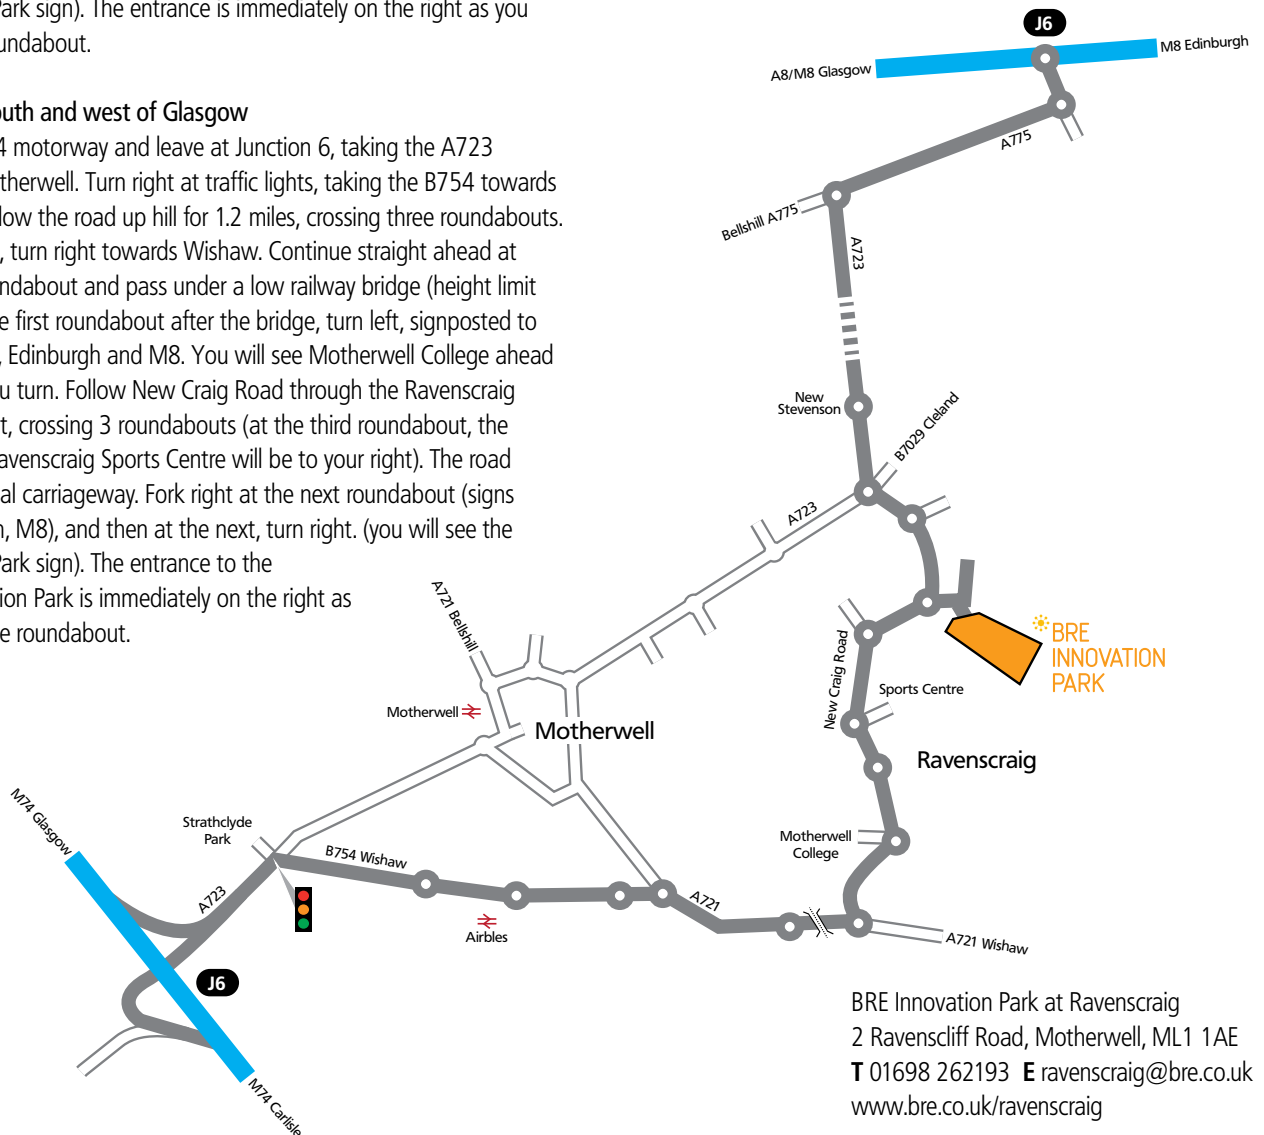 Park sign). The entrance is immediately on the right as you
undabout.
outh and west of Glasgow
4 motorway and leave at Junction 6, taking the A723
therwell. Turn right at traffic lights, taking the B754 towards
low the road up hill for 1.2 miles, crossing three roundabouts.
, turn right towards Wishaw. Continue straight ahead at
ndabout and pass under a low railway bridge (height limit
e first roundabout after the bridge, turn left, signposted to
, Edinburgh and M8. You will see Motherwell College ahead
u turn. Follow New Craig Road through the Ravenscraig
t, crossing 3 roundabouts (at the third roundabout, the
avenscraig Sports Centre will be to your right). The road
al carriageway. Fork right at the next roundabout (signs
n, M8), and then at the next, turn right. (you will see the
Park sign). The entrance to the
ion Park is immediately on the right as
e roundabout.
J6
A8/M8 Glasgow
M8 Edinburgh
A775
Bellshill A775
A723
New
Stevenson
B7029 Cleland
A723
A721 Bellshill
Motherwell
Motherwell
New Craig Road
Sports Centre
BRE
INNOVATION
PARK
Ravenscraig
Motherwell
College
M74 Glasgow
Strathclyde
Park
B754 Wishaw
A723
A721
Airbles
A721 Wishaw
J6
M74 Carlisle
BRE Innovation Park at Ravenscraig
2 Ravenscliff Road, Motherwell, ML1 1AE
T 01698 262193 E ravenscraig@bre.co.uk
www.bre.co.uk/ravenscraig